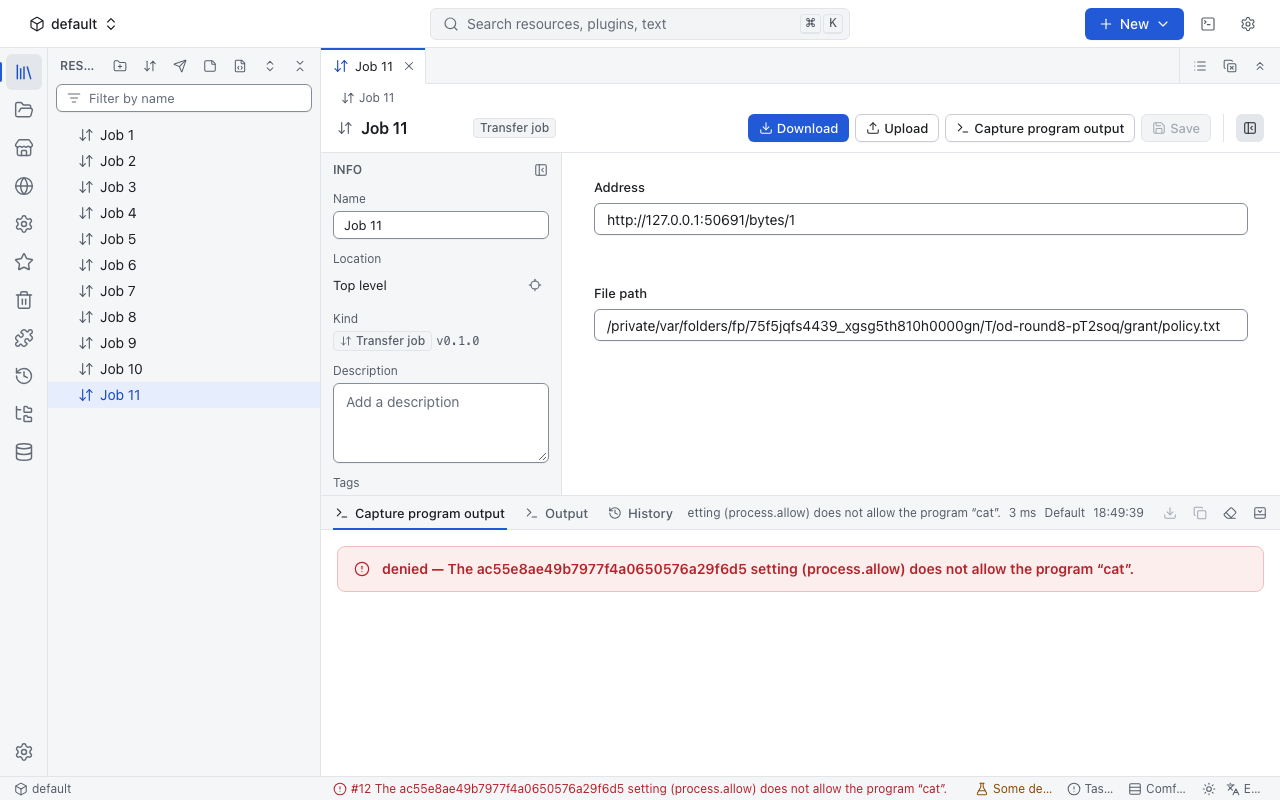 default
Search resources, plugins, text
⌘ K
New
RES...
Filter by name
Job 1
Job 2
Job 3
Job 4
Job 5
Job 6
Job 7
Job 8
Job 9
Job 10
Job 11
Job 11
Job 11
Job 11
Transfer job
Download
Upload
Capture program output
Save
INFO
Name
Job 11
Location
Top level
Kind
Transfer job v0.1.0
Description
Add a description
Tags
Address
http://127.0.0.1:50691/bytes/1
File path
/private/var/folders/fp/75f5jqfs4439_xgsg5th810h0000gn/T/od-round8-pT2soq/grant/policy.txt
Capture program output
Output
History
etting (process.allow) does not allow the program “cat”. 3 ms Default 18:49:39
denied — The ac55e8ae49b7977f4a0650576a29f6d5 setting (process.allow) does not allow the program “cat”.
default
#12 The ac55e8ae49b7977f4a0650576a29f6d5 setting (process.allow) does not allow the program “cat”.
Some de...
Tas...
Comf...
E...